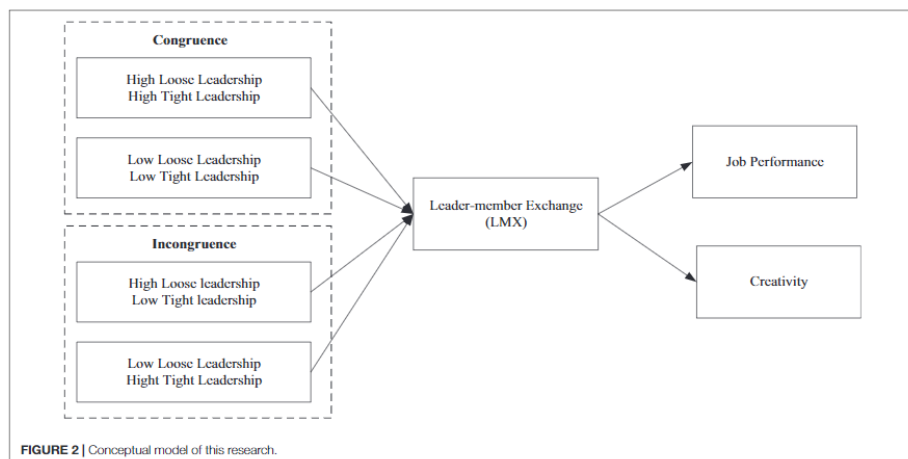 Congruence
High Loose Leadership
High Tight Leadership
Low Loose Leadership
Low Tight Leadership
Incongruence
High Loose leadership
Low Tight leadership
Low Loose Leadership
Hight Tight Leadership
Leader-member Exchange
(LMX)
Job Performance
Creativity
FIGURE 2 | Conceptual model of this research.